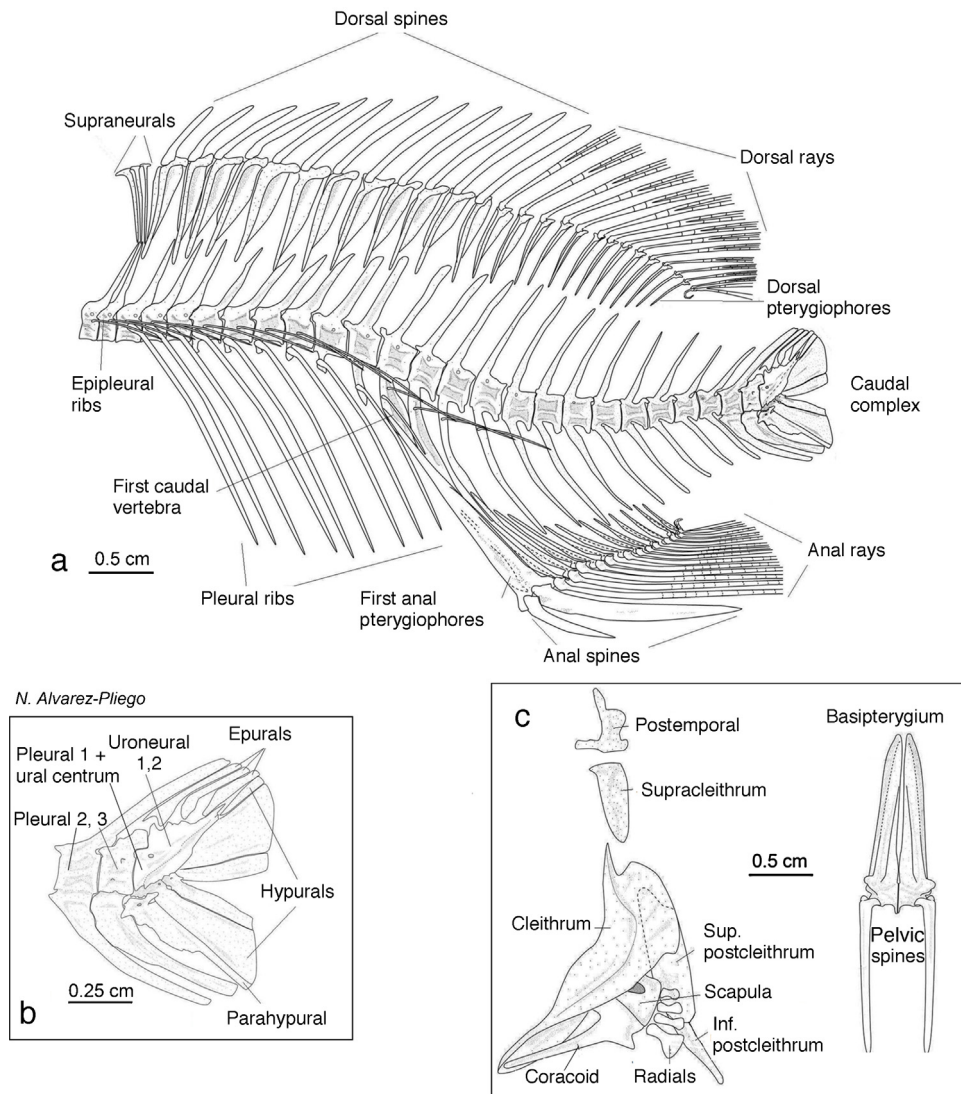 Dorsal spines
Supraneurals
Dorsal rays
Dorsal
pterygiophores
Epipleural
ribs
Caudal
complex
First caudal
vertebra
a
0.5 cm
Pleural ribs
First anal
pterygiophores
Anal rays
Anal spines
N. Alvarez-Pliego
Uroneural
1,2
Epurals
Pleural 1 +
ural centrum
Pleural 2, 3
Hypurals
0.25 cm
b
Parahypural
c
Postemporal
Basipterygium
Supracleithrum
0.5 cm
Cleithrum
Sup.
postcleithrum
Pelvic
spines
Scapula
Inf.
postcleithrum
Coracoid
Radials